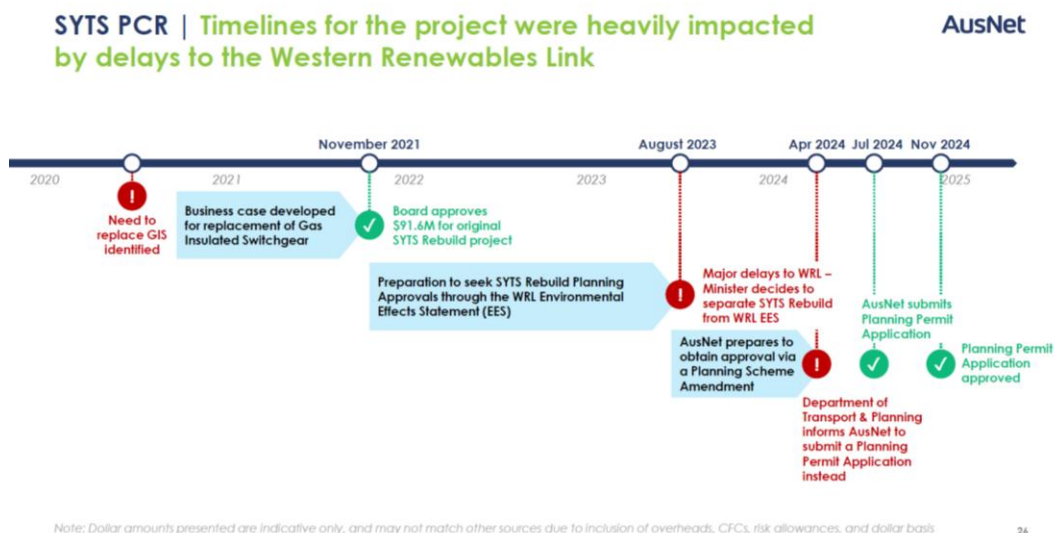 SYTS PCR | Timelines for the project were heavily impacted
by delays to the Western Renewables Link
AusNet
November 2021
August 2023
Apr 2024
Jul 2024
Nov 2024
2020
2021
2022
2023
2024
2025
!
Need to
replace GIS
identified
Business case developed
for replacement of Gas
Insulated Switchgear
Board approves
$91.6M for original
SYTS Rebuild project
Preparation to seek SYTS Rebuild Planning
Approvals through the WRL Environmental
Effects Statement (EES)
!
Major delays to WRL –
Minister decides to
separate SYTS Rebuild
from WRL EES
AusNet prepares to
obtain approval via
a Planning Scheme
Amendment
!
Department of
Transport & Planning
informs AusNet to
submit a Planning
Permit Application
instead
AusNet submits
Planning Permit
Application
Planning Permit
Application
approved
Note: Dollar amounts presented are indicative only, and may not match other sources due to inclusion of overheads, CFCs, risk allowances, and dollar basis
26